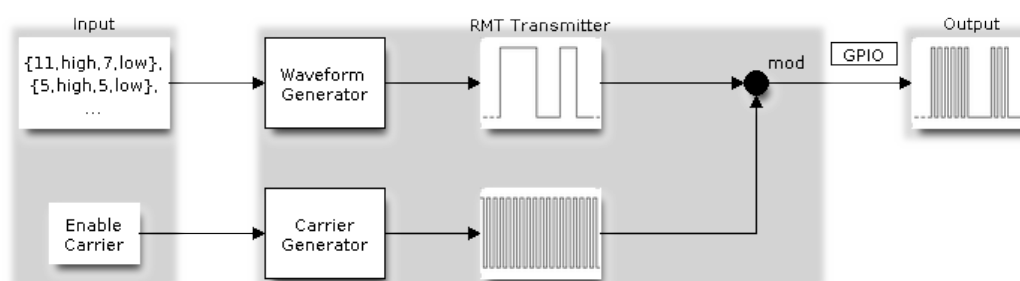 Input
RMT Transmitter
Output
{11,high,7,low},
{5,high,5,low},
...
Waveform
Generator
mod
GPIO
Enable
Carrier
Carrier
Generator